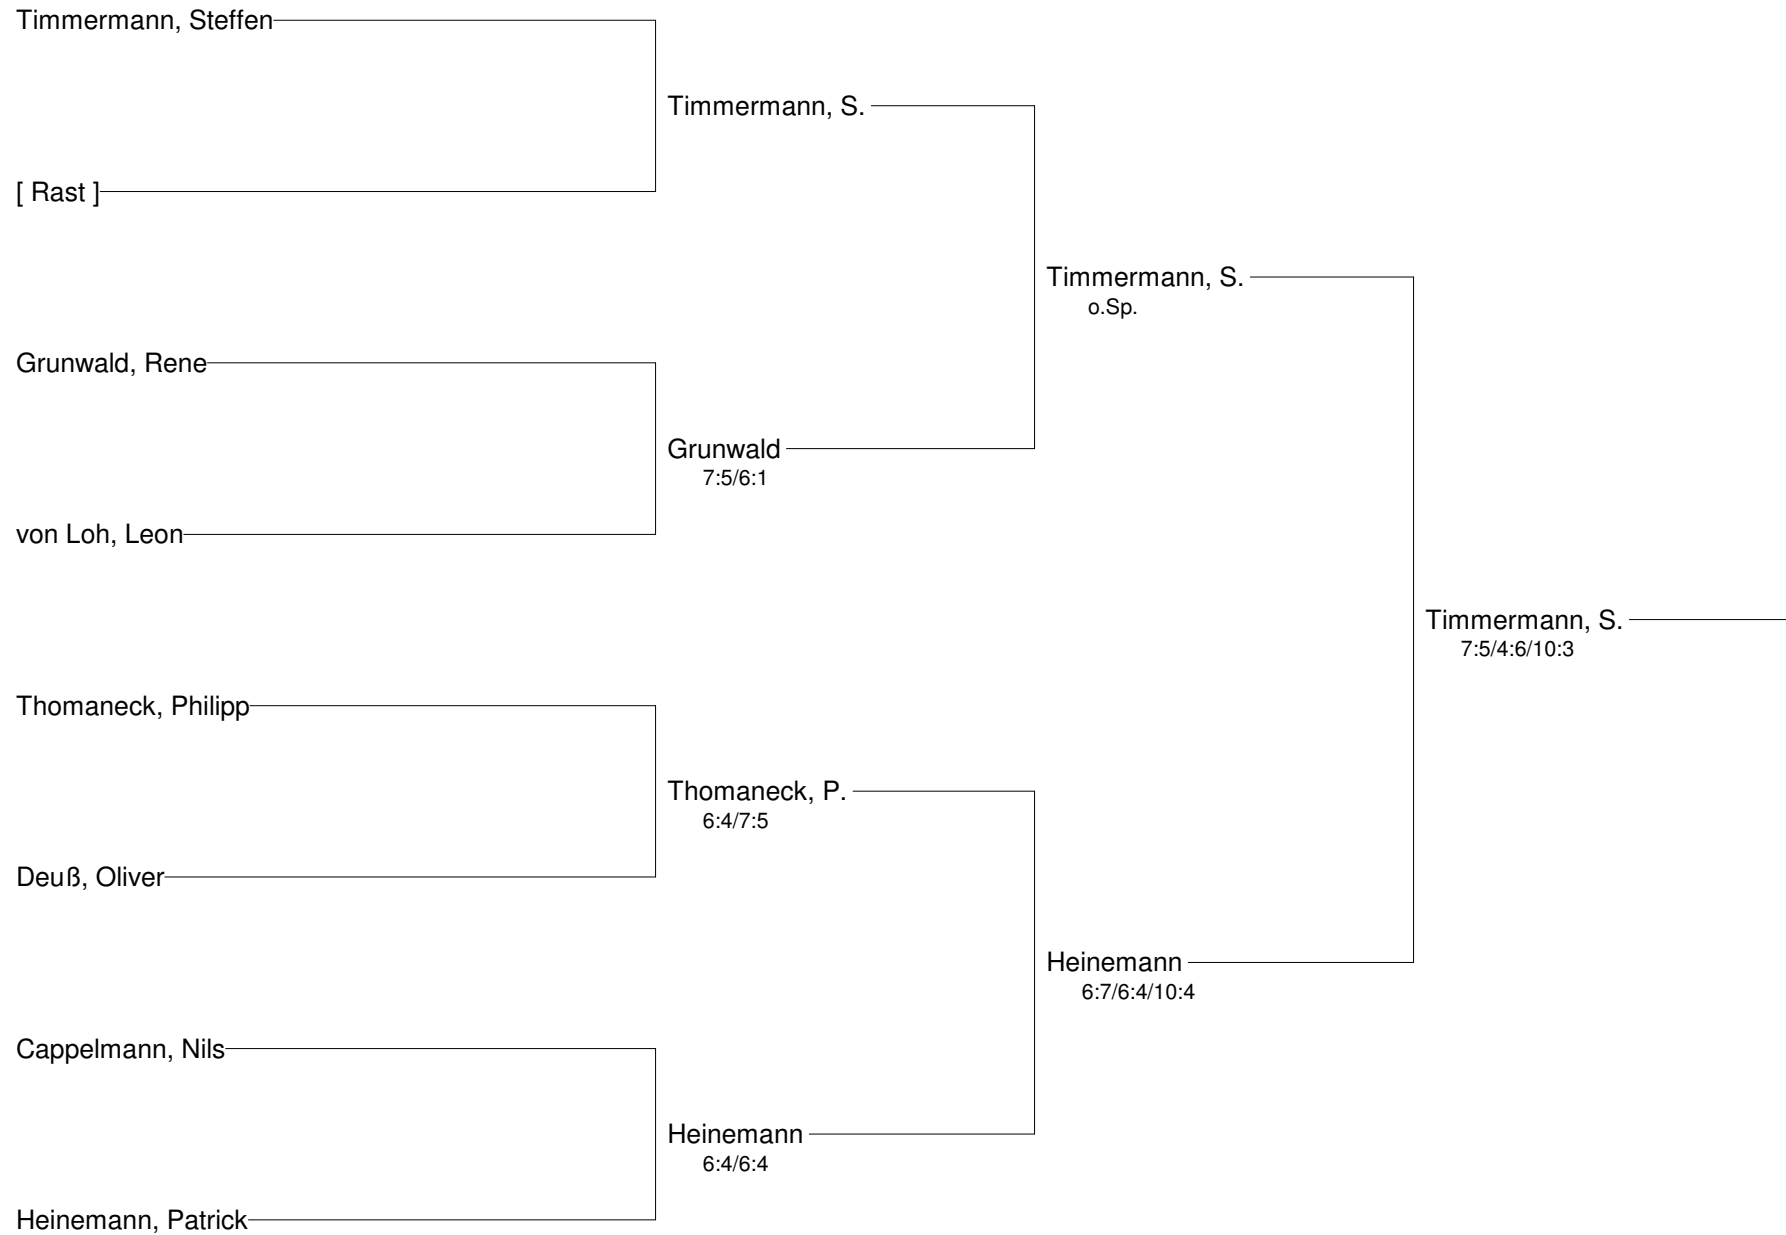 Timmermann, Steffen
Timmermann, S.
[ Rast ]
Timmermann, S.
o.Sp.
Grunwald, Rene
Grunwald
7:5/6:1
von Loh, Leon
Timmermann, S.
7:5/4:6/10:3
Thomaneck, Philipp
Thomaneck, P.
6:4/7:5
Deuß, Oliver
Heinemann
6:7/6:4/10:4
Cappelmann, Nils
Heinemann
6:4/6:4
Heinemann, Patrick